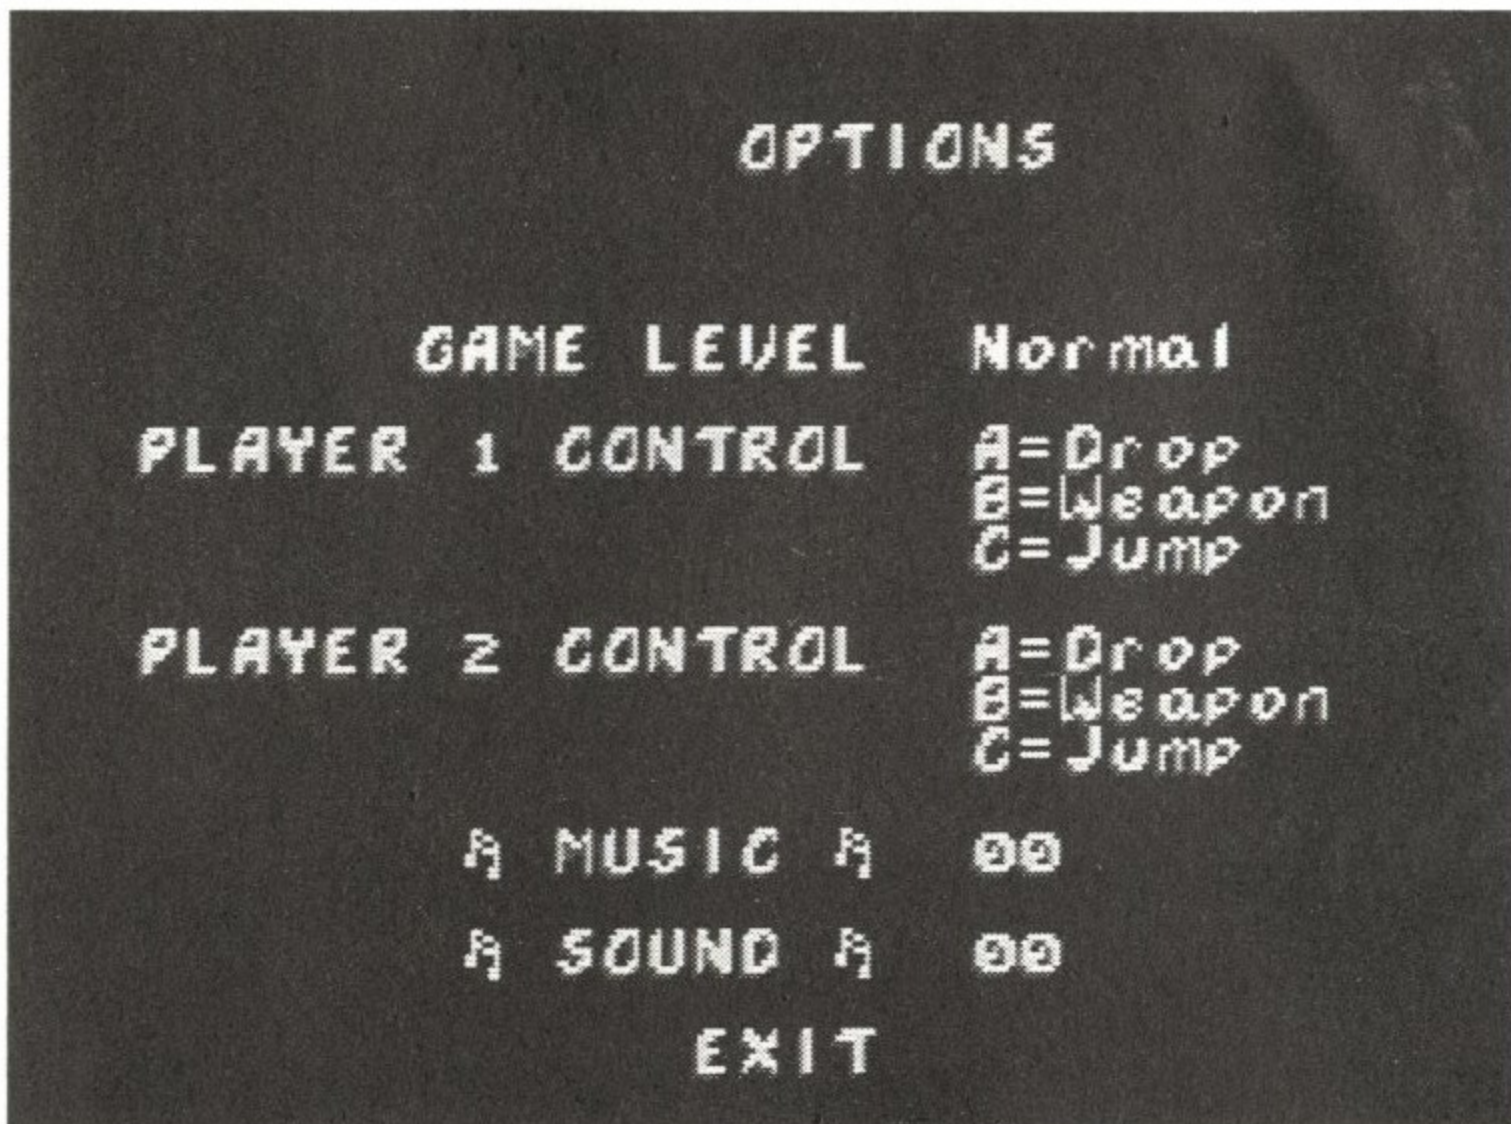 OPTIONS
GAME LEVEL Normal
PLAYER 1 CONTROL A=Drop
B=Weapon
C=Jump
PLAYER 2 CONTROL A=Drop
B=Weapon
C=Jump
♫ MUSIC ♫ 00
♫ SOUND ♫ 00
EXIT